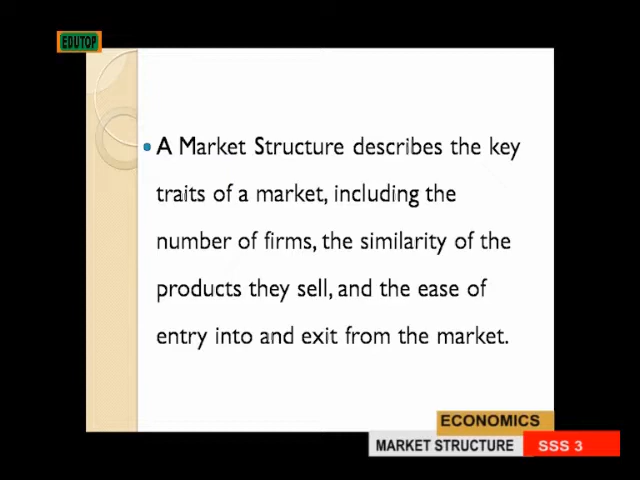 EDUTOP
A Market Structure describes the key
traits of a market, including the
number of firms, the similarity of the
products they sell, and the ease of
entry into and exit from the market.
ECONOMICS
MARKET STRUCTURE SSS 3